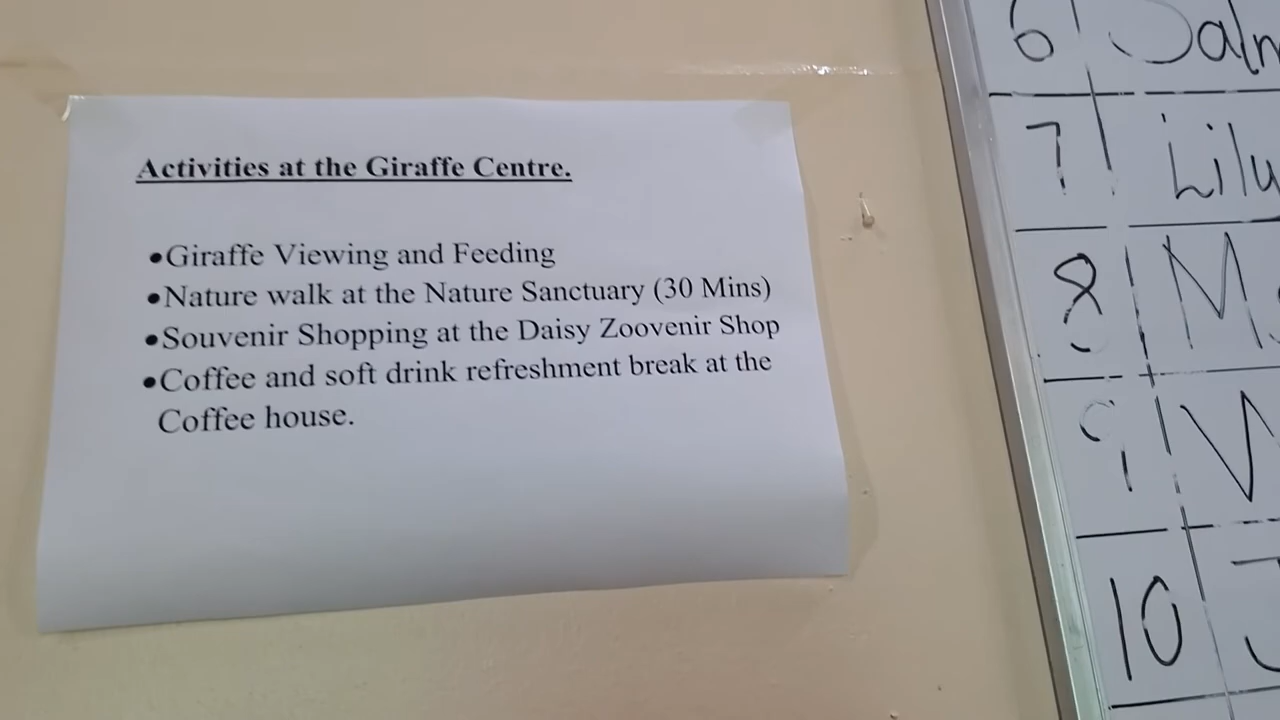 Activities at the Giraffe Centre.
•Giraffe Viewing and Feeding
•Nature walk at the Nature Sanctuary (30 Mins)
•Souvenir Shopping at the Daisy Zoovenir Shop
•Coffee and soft drink refreshment break at the
Coffee house.
6
7
8
9
10